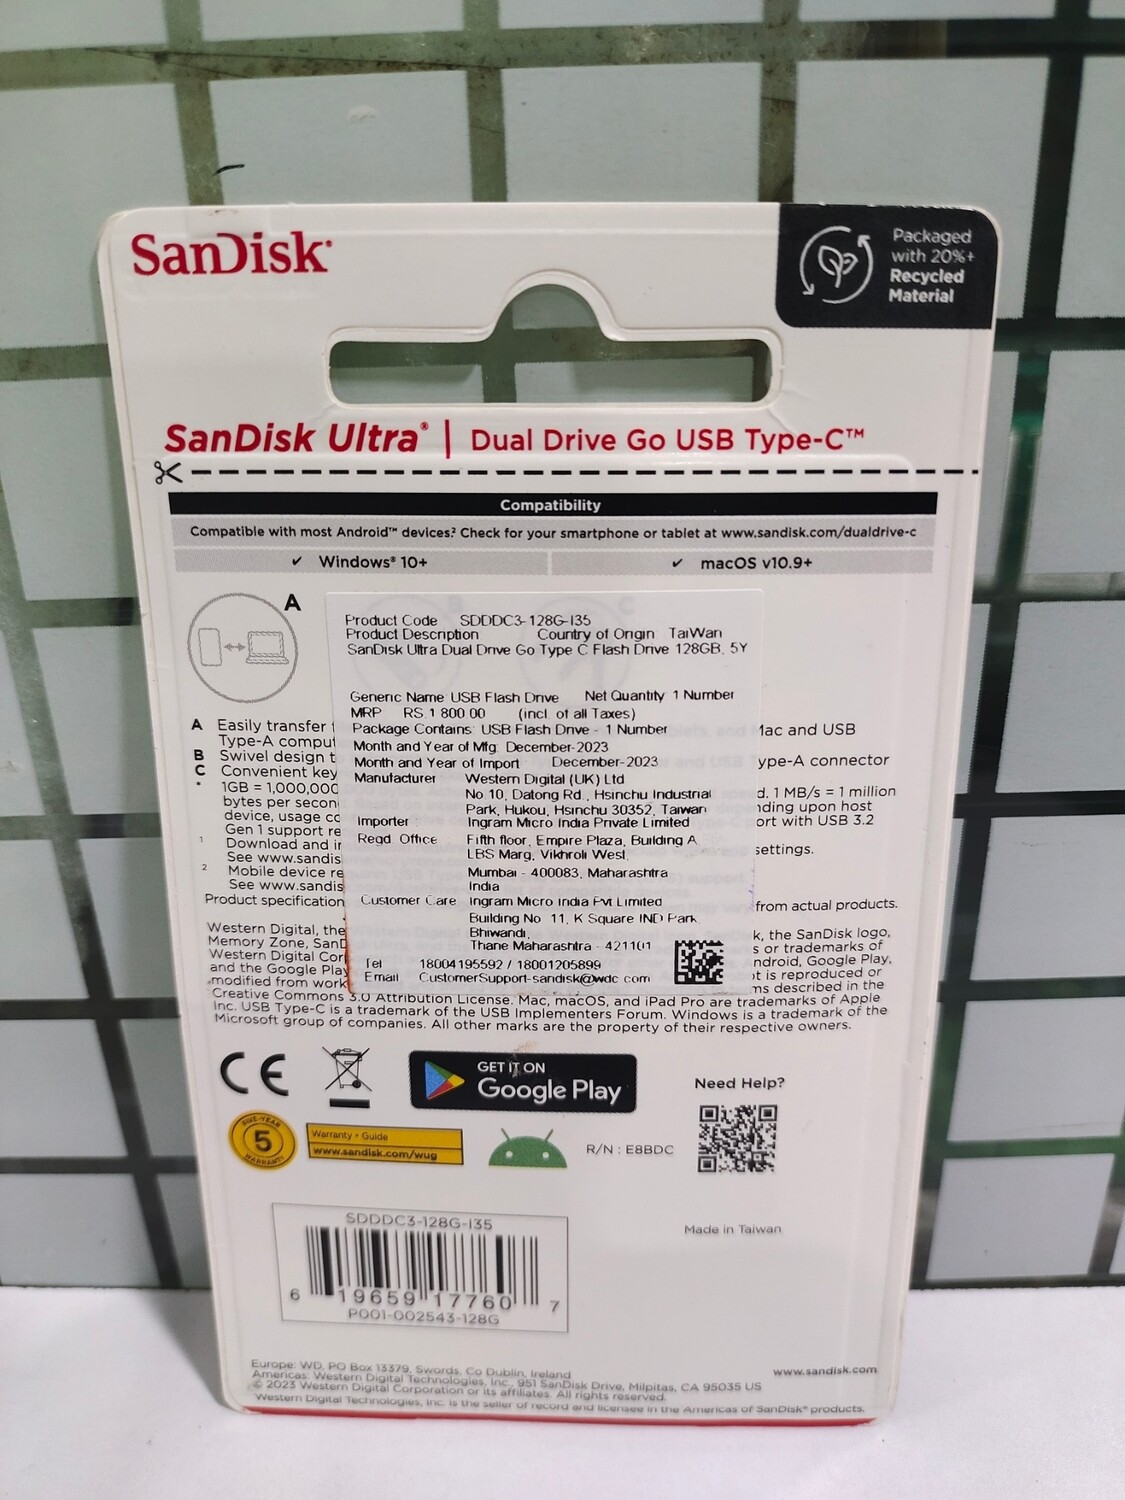 SanDisk®
Packaged
with 20%+
Recycled
Material
SanDisk Ultra® | Dual Drive Go USB Type-C™
Compatibility
Compatible with most Android™ devices.² Check for your smartphone or tablet at www.sandisk.com/dualdrive-c
✓ Windows® 10+ ✓ macOS v10.9+
A
Product Code SDDDC3-128G-I35
Product Description Country of Origin TaiWan
SanDisk Ultra Dual Drive Go Type C Flash Drive 128GB, 5Y
Generic Name USB Flash Drive Net Quantity 1 Number
MRP RS.1 800.00 (incl. of all Taxes)
Package Contains: USB Flash Drive - 1 Number
Month and Year of Mfg: December-2023
Month and Year of Import December-2023
Manufacturer Western Digital (UK) Ltd
No 10, Datong Rd., Hsinchu Industrial
Park, Hukou, Hsinchu 30352, Taiwan
Importer Ingram Micro India Private Limited
Regd. Office Fifth floor, Empire Plaza, Building A
LBS Marg, Vikhroli West,
Mumbai - 400083, Maharashtra
India
Customer Care Ingram Micro India Pvt Limited
Building No. 11, K Square IND Park
Bhiwandi,
Thane Maharashtra - 421101
Tel 18004195592 / 18001205899
Email CustomerSupport-sandisk@wdc com
A Easily transfer
Type-A
B Swivel design
C Convenient key
* 1GB = 1,000,000
bytes per
device, usage
Gen 1 support
¹ Download and
See
² Mobile device
See
Product specification
Mac and USB
Type-A connector
1 MB/s = 1 million
upon host
with USB 3.2
settings.
from actual products.
Western Digital, the
Memory Zone,
Western Digital
and the Google Play
modified from work
the SanDisk logo,
or trademarks of
Android, Google Play,
is reproduced or
described in the
Creative Commons 3.0 Attribution License. Mac, macOS, and iPad Pro are trademarks of Apple
Inc. USB Type-C is a trademark of the USB Implementers Forum. Windows is a trademark of the
Microsoft group of companies. All other marks are the property of their respective owners.
CE
GET IT ON
Google Play
Need Help?
FIVE-YEAR
5
WARRANTY
Warranty • Guide
www.sandisk.com/wug
R/N : E8BDC
Made in Taiwan
SDDDC3-128G-I35
6 19659 17760 7
P001-002543-128G
Europe: WD, PO Box 13379, Swords, Co Dublin, Ireland
Americas: Western Digital Technologies, Inc., 951 SanDisk Drive, Milpitas, CA 95035 US
© 2023 Western Digital Corporation or its affiliates. All rights reserved.
Western Digital Technologies, Inc. is the seller of record and licensee in the Americas of SanDisk® products.
www.sandisk.com